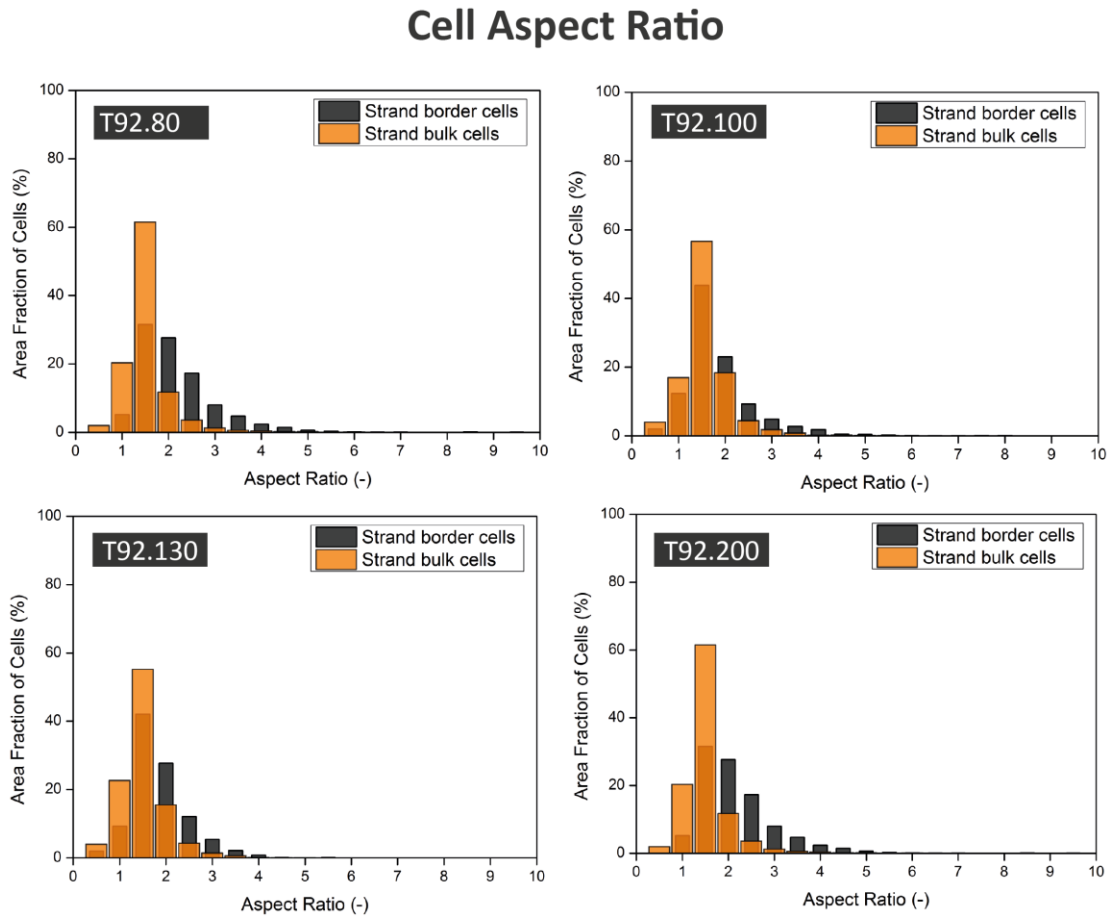 Cell Aspect Ratio
T92.80
Strand border cells
Strand bulk cells
Area Fraction of Cells (%)
100
80
60
40
20
0
0 1 2 3 4 5 6 7 8 9 10
Aspect Ratio (-)
T92.100
Strand border cells
Strand bulk cells
Area Fraction of Cells (%)
100
80
60
40
20
0
0 1 2 3 4 5 6 7 8 9 10
Aspect Ratio (-)
T92.130
Strand border cells
Strand bulk cells
Area Fraction of Cells (%)
100
80
60
40
20
0
0 1 2 3 4 5 6 7 8 9 10
Aspect Ratio (-)
T92.200
Strand border cells
Strand bulk cells
Area Fraction of Cells (%)
100
80
60
40
20
0
0 1 2 3 4 5 6 7 8 9 10
Aspect Ratio (-)